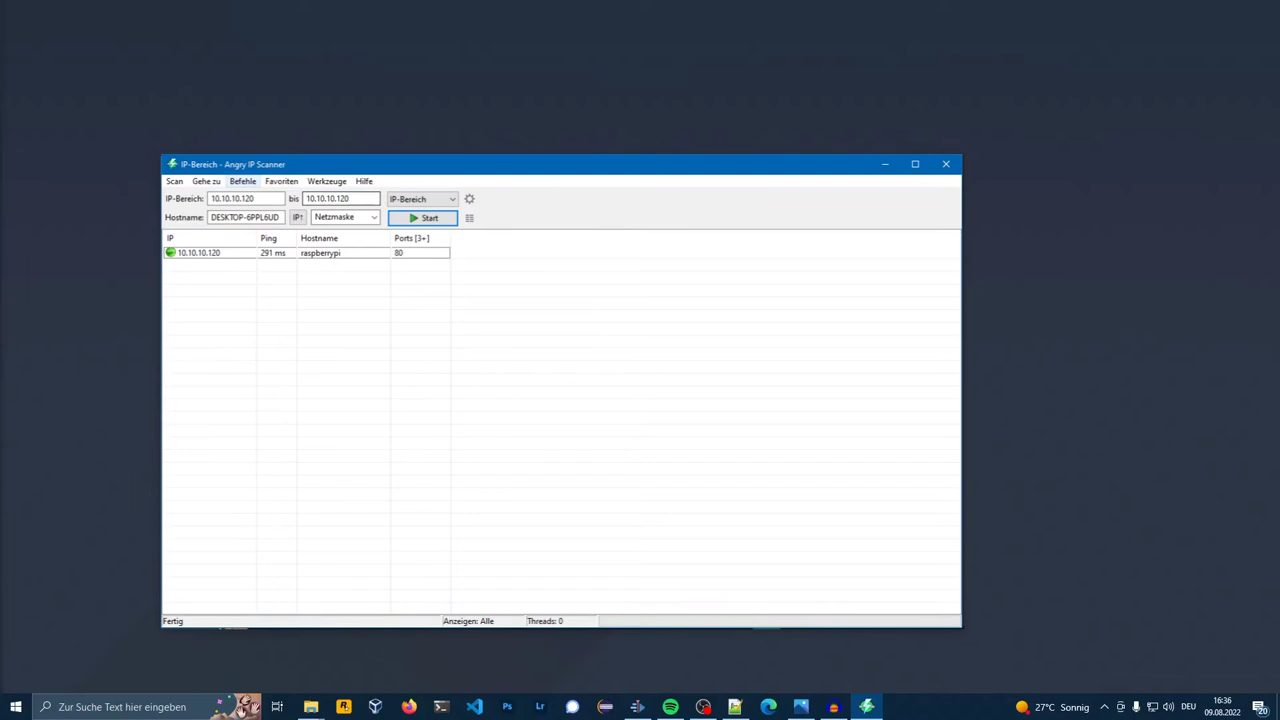 IP-Bereich - Angry IP Scanner
Scan Gehe zu Befehle Favoriten Werkzeuge Hilfe
IP-Bereich: 10.10.10.120 bis 10.10.10.120 IP-Bereich
Hostname: DESKTOP-6PPL6UD IP↑ Netzmaske Start
IP Ping Hostname Ports [3+]
10.10.10.120 291 ms raspberrypi 80
Fertig Anzeigen: Alle Threads: 0
Zur Suche Text hier eingeben
R
Ps
Lr
27°C Sonnig
DEU
16:36
09.08.2022
20